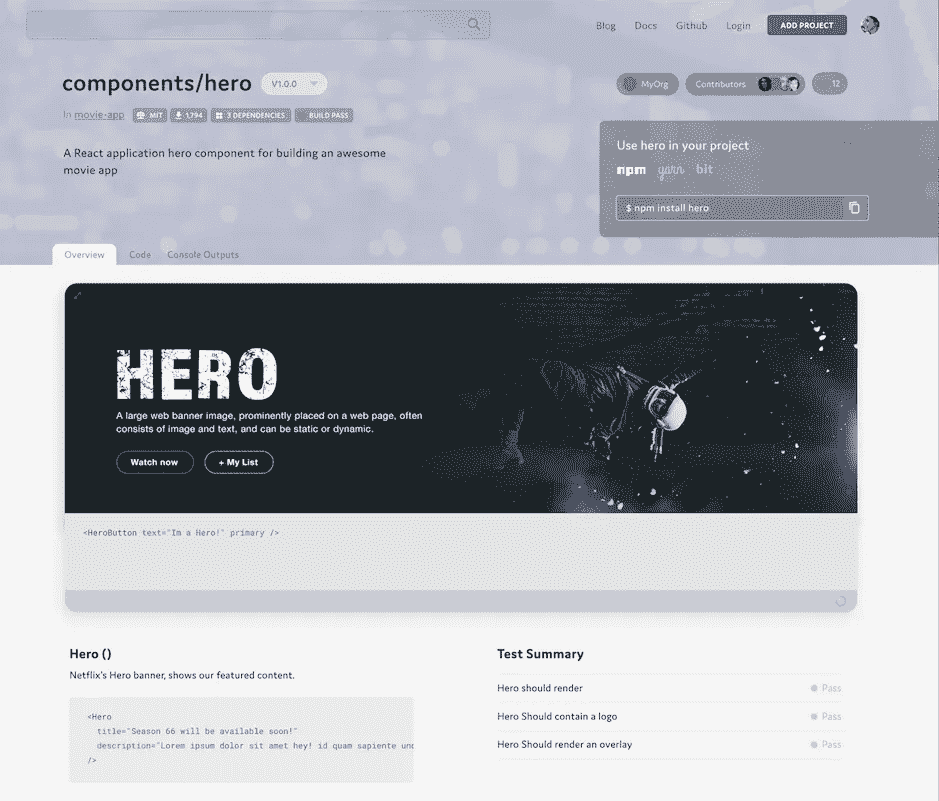 Blog Docs Github Login ADD PROJECT
components/hero V1.0.0
MyOrg Contributors 12
In movie-app MIT 1,794 3 DEPENDENCIES BUILD PASS
A React application hero component for building an awesome
movie app
Use hero in your project
npm yarn bit
$ npm install hero
Overview Code Console Outputs
HERO
A large web banner image, prominently placed on a web page, often
consists of image and text, and can be static or dynamic.
Watch now + My List
<HeroButton text="Im a Hero!" primary />
Hero ()
Netflix's Hero banner, shows our featured content.
<Hero
title="Season 66 will be available soon!"
description="Lorem ipsum dolor sit amet hey! id quam sapiente und
/>
Test Summary
Hero should render Pass
Hero Should contain a logo Pass
Hero Should render an overlay Pass